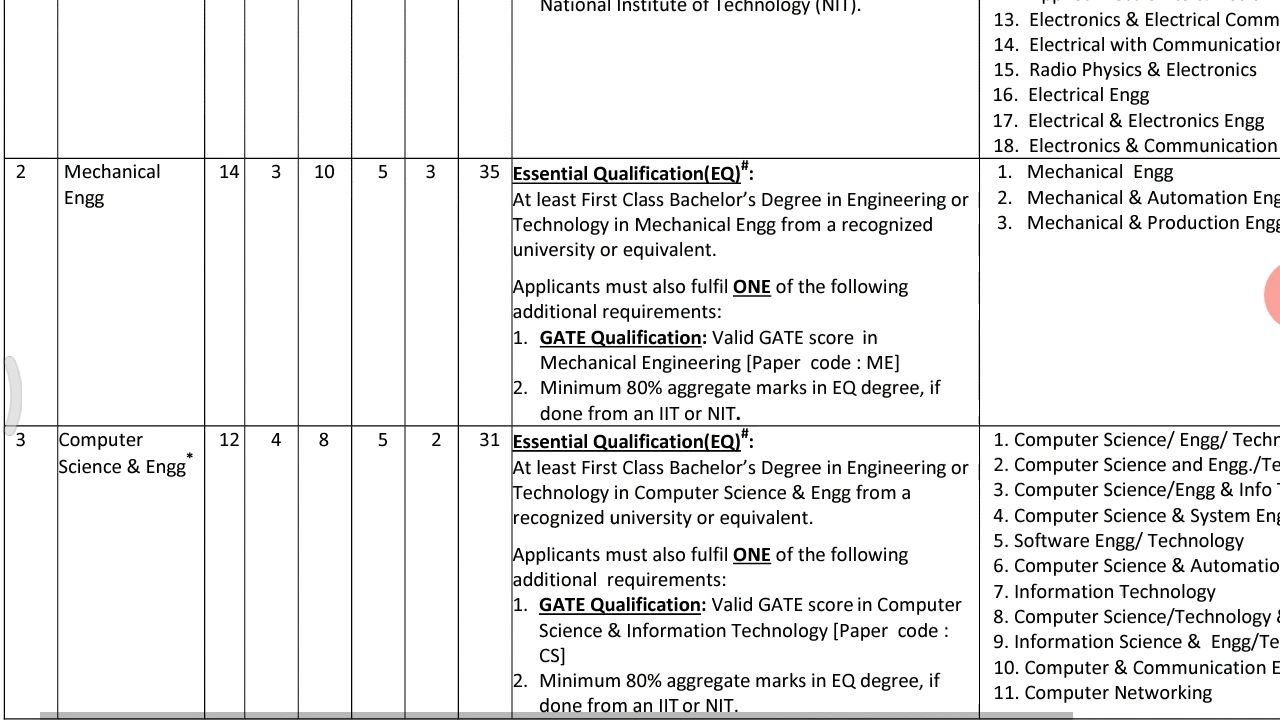 National Institute of Technology (NIT).
13. Electronics & Electrical Comm
14. Electrical with Communication
15. Radio Physics & Electronics
16. Electrical Engg
17. Electrical & Electronics Engg
18. Electronics & Communication
2 Mechanical Engg 14 3 10 5 3 35
Essential Qualification(EQ)#:
At least First Class Bachelor's Degree in Engineering or
Technology in Mechanical Engg from a recognized
university or equivalent.
Applicants must also fulfil ONE of the following
additional requirements:
1. GATE Qualification: Valid GATE score in
Mechanical Engineering [Paper code : ME]
2. Minimum 80% aggregate marks in EQ degree, if
done from an IIT or NIT.
1. Mechanical Engg
2. Mechanical & Automation Eng
3. Mechanical & Production Engg
3 Computer Science & Engg* 12 4 8 5 2 31
Essential Qualification(EQ)#:
At least First Class Bachelor's Degree in Engineering or
Technology in Computer Science & Engg from a
recognized university or equivalent.
Applicants must also fulfil ONE of the following
additional requirements:
1. GATE Qualification: Valid GATE score in Computer
Science & Information Technology [Paper code :
CS]
2. Minimum 80% aggregate marks in EQ degree, if
done from an IIT or NIT.
1. Computer Science/ Engg/ Techn
2. Computer Science and Engg./Te
3. Computer Science/Engg & Info T
4. Computer Science & System Eng
5. Software Engg/ Technology
6. Computer Science & Automatio
7. Information Technology
8. Computer Science/Technology &
9. Information Science & Engg/Te
10. Computer & Communication E
11. Computer Networking